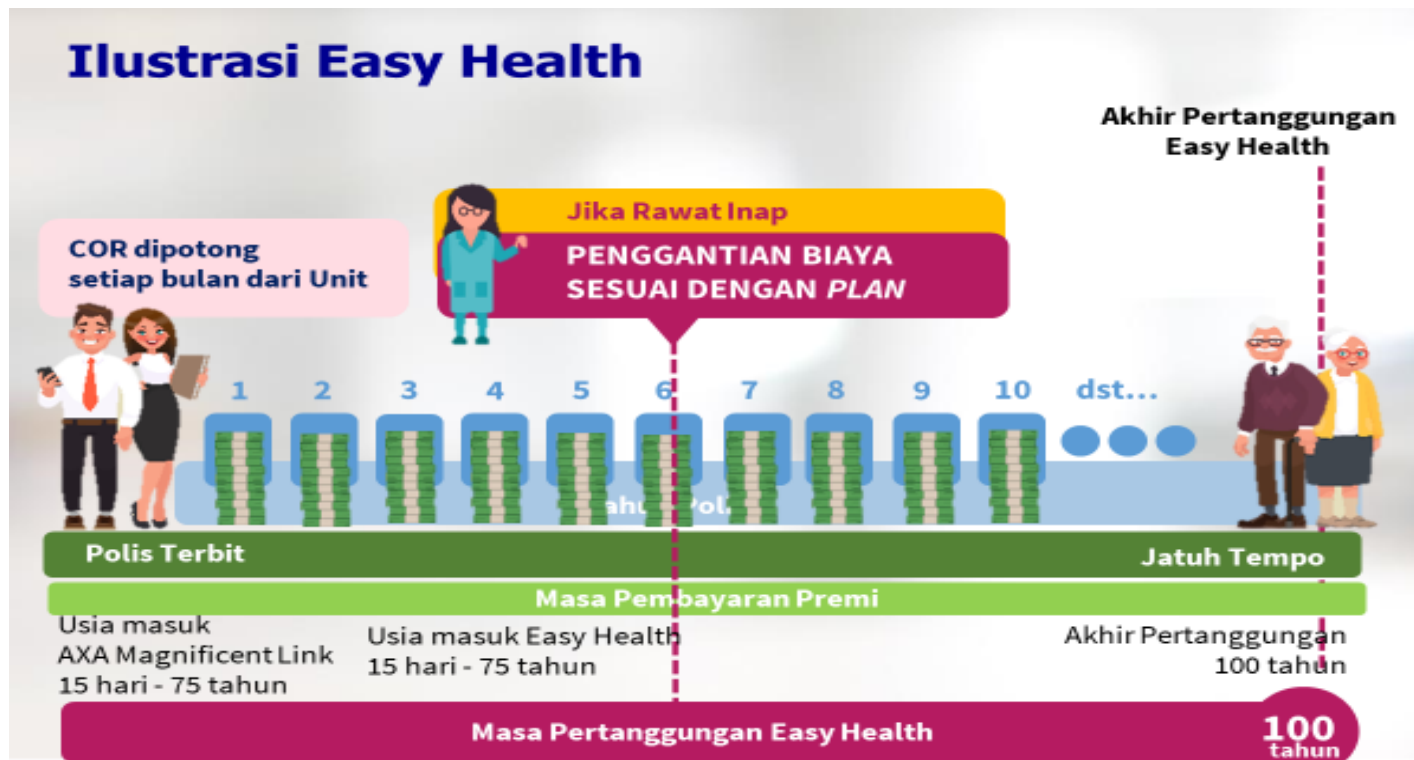 Ilustrasi Easy Health
Akhir Pertanggungan
Easy Health
Jika Rawat Inap
PENGGANTIAN BIAYA
SESUAI DENGAN PLAN
COR dipotong
setiap bulan dari Unit
1 2 3 4 5 6 7 8 9 10 dst...
Polis Terbit
Jatuh Tempo
Masa Pembayaran Premi
Usia masuk
AXA Magnificent Link
15 hari - 75 tahun
Usia masuk Easy Health
15 hari - 75 tahun
Akhir Pertanggungan
100 tahun
Masa Pertanggungan Easy Health
100
tahun